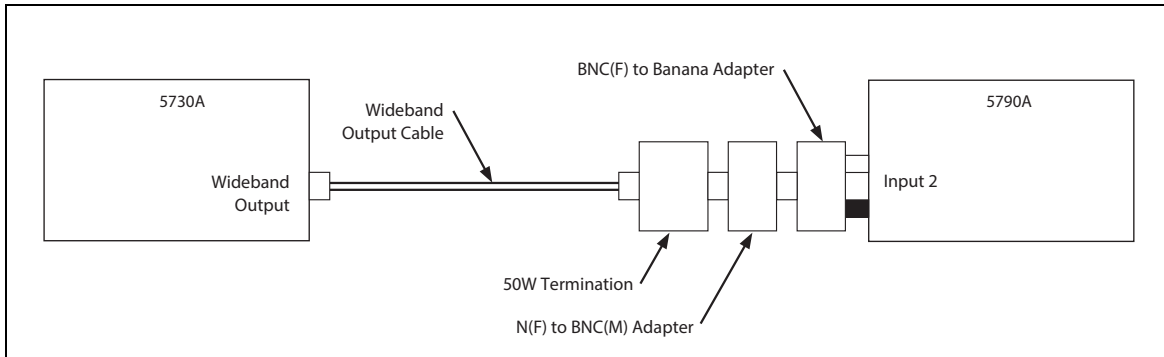 BNC(F) to Banana Adapter
5730A
Wideband
Output Cable
5790A
Wideband
Output
Input 2
50W Termination
N(F) to BNC(M) Adapter